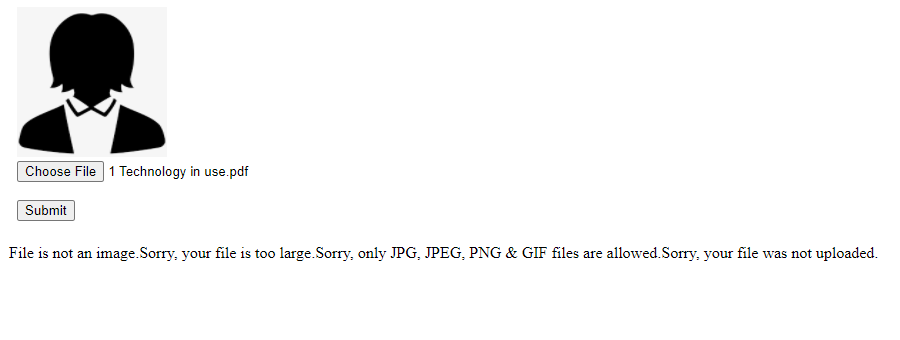 Choose File 1 Technology in use.pdf
Submit
File is not an image.Sorry, your file is too large.Sorry, only JPG, JPEG, PNG & GIF files are allowed.Sorry, your file was not uploaded.